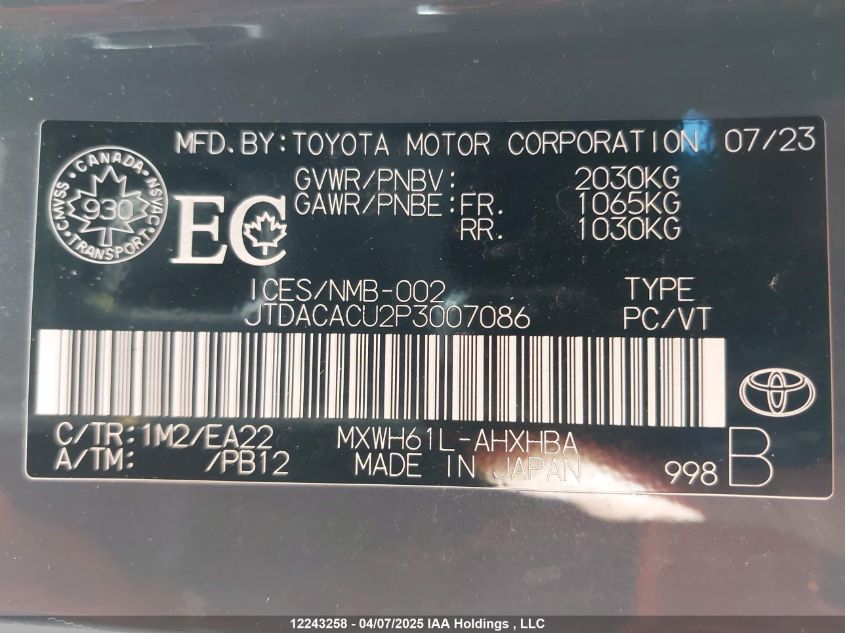 MFD.BY:TOYOTA MOTOR CORPORATION 07/23
CANADA
CMVSS
930
NSVAC
TRANSPORT
EC
GVWR/PNBV: 2030KG
GAWR/PNBE:FR. 1065KG
RR. 1030KG
ICES/NMB-002 TYPE
JTDACACU2P3007086 PC/VT
C/TR:1M2/EA22 MXWH61L-AHXHBA
A/TM: /PB12 MADE IN JAPAN 998 B
12243258 - 04/07/2025 IAA Holdings , LLC